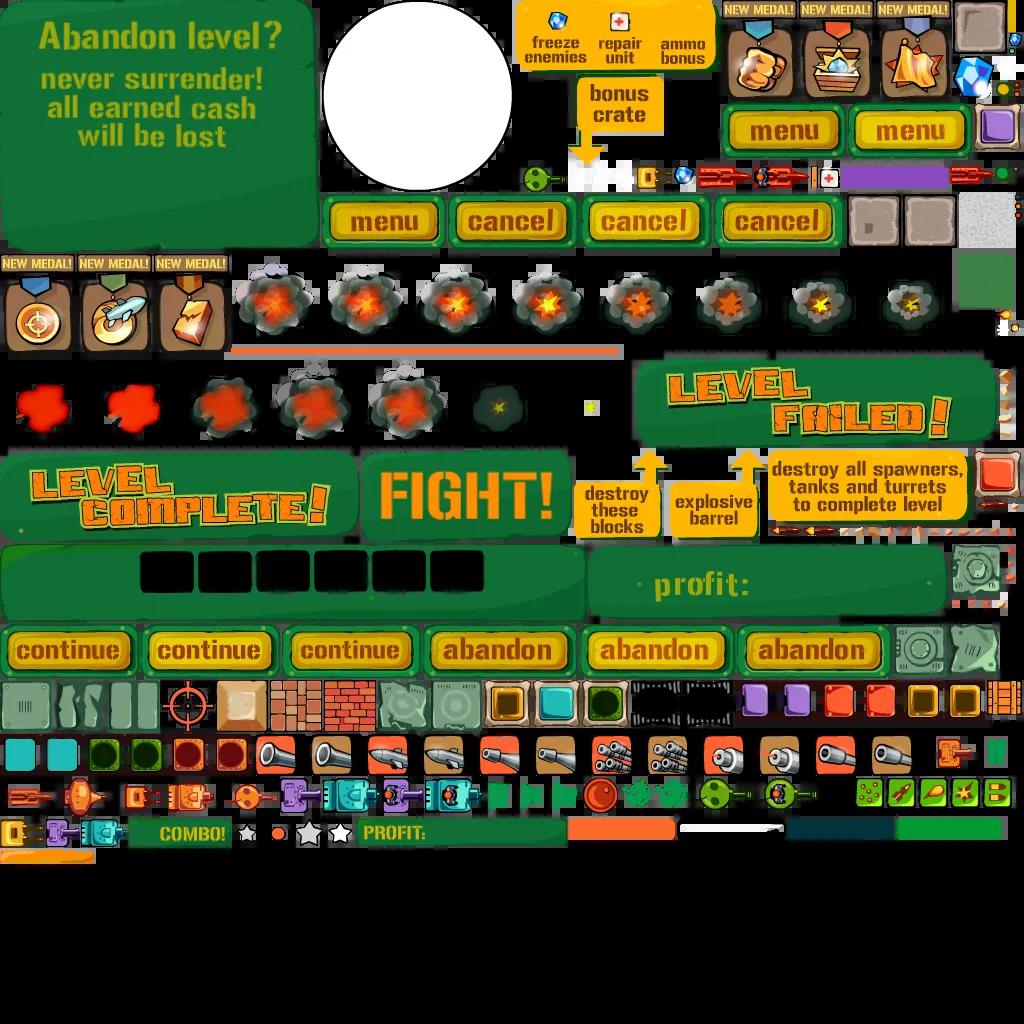 Abandon level?
never surrender!
all earned cash
will be lost
freeze
enemies
repair
unit
ammo
bonus
NEW MEDAL!
NEW MEDAL!
NEW MEDAL!
bonus
crate
menu
menu
menu
cancel
cancel
cancel
NEW MEDAL!
NEW MEDAL!
NEW MEDAL!
LEVEL
FAILED!
LEVEL
COMPLETE!
FIGHT!
destroy
these
blocks
explosive
barrel
destroy all spawners,
tanks and turrets
to complete level
profit:
continue
continue
continue
abandon
abandon
abandon
COMBO!
PROFIT: